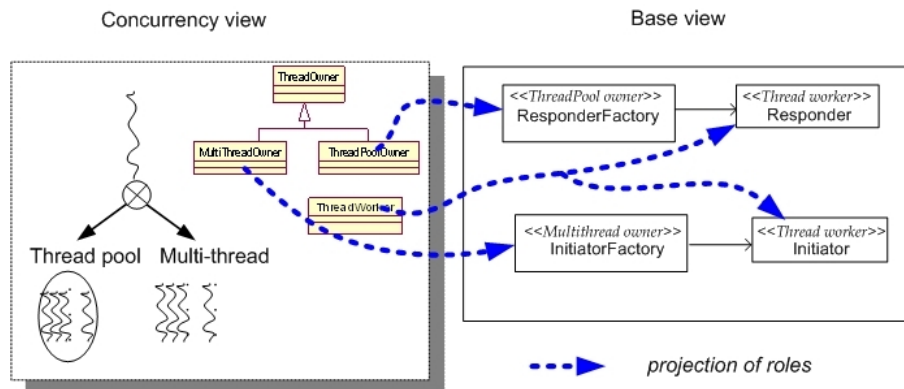 Concurrency view
Base view
ThreadOwner
MultiThreadOwner
ThreadPoolOwner
ThreadWorker
Thread pool
Multi-thread
<<ThreadPool owner>>
ResponderFactory
<<Thread worker>>
Responder
<<Multithread owner>>
InitiatorFactory
<<Thread worker>>
Initiator
projection of roles